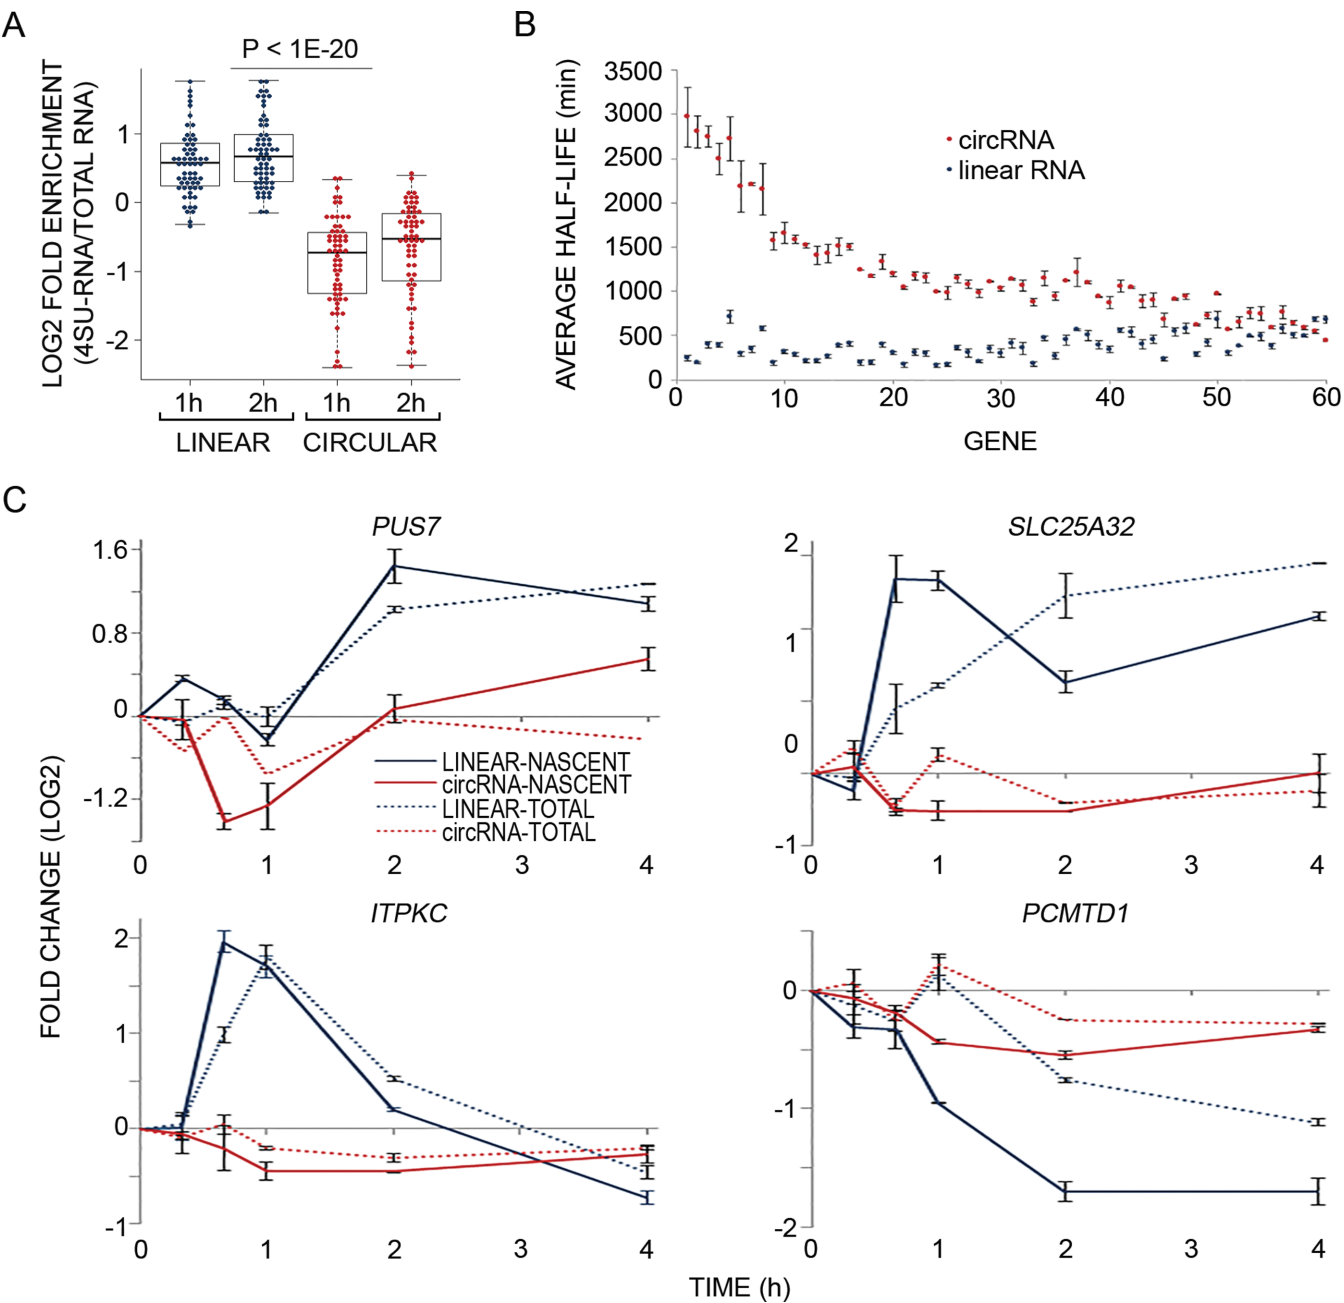 A
P < 1E-20
LOG2 FOLD ENRICHMENT
(4SU-RNA/TOTAL RNA)
1
0
-1
-2
1h 2h 1h 2h
LINEAR CIRCULAR
B
AVERAGE HALF-LIFE (min)
3500
3000
2500
2000
1500
1000
500
0
circRNA
linear RNA
0 10 20 30 40 50 60
GENE
C
FOLD CHANGE (LOG2)
PUS7
1.6
0.8
0
-1.2
LINEAR-NASCENT
circRNA-NASCENT
LINEAR-TOTAL
circRNA-TOTAL
0 1 2 3 4
SLC25A32
2
1
0
-1
0 1 2 3 4
ITPKC
2
1
0
-1
0 1 2 3 4
PCMTD1
0
-1
-2
0 1 2 3 4
TIME (h)